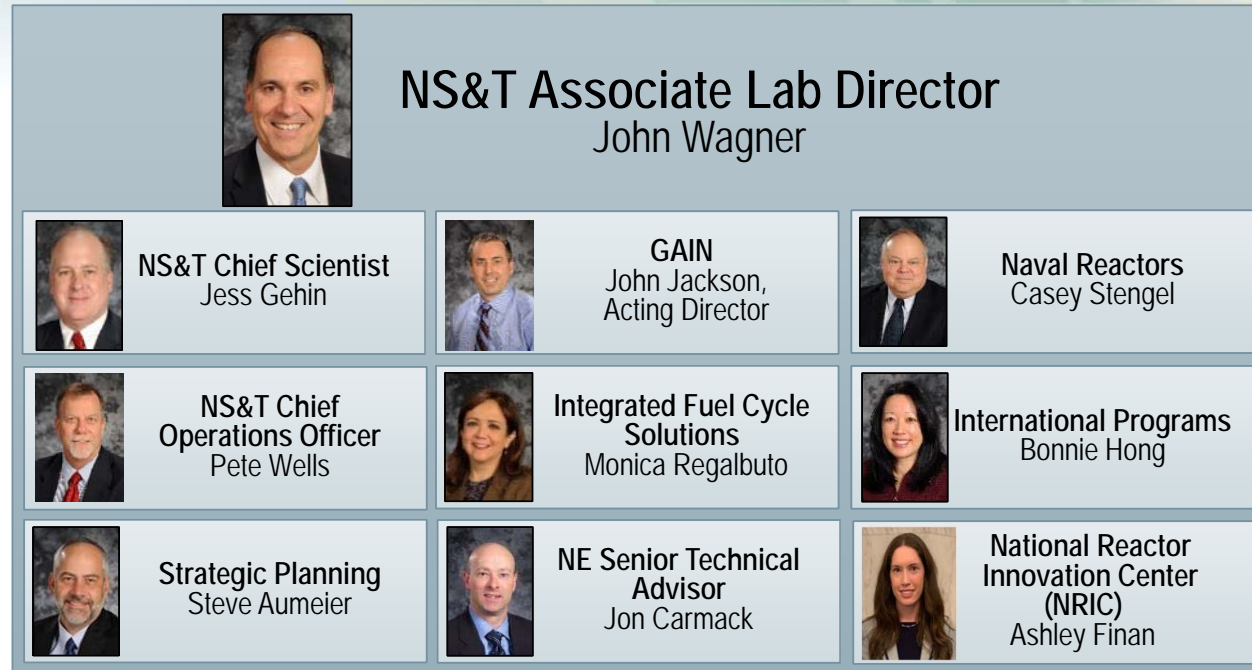 NS&T Associate Lab Director
John Wagner
NS&T Chief Scientist
Jess Gehin
GAIN
John Jackson,
Acting Director
Naval Reactors
Casey Stengel
NS&T Chief
Operations Officer
Pete Wells
Integrated Fuel Cycle
Solutions
Monica Regalbuto
International Programs
Bonnie Hong
Strategic Planning
Steve Aumeier
NE Senior Technical
Advisor
Jon Carmack
National Reactor
Innovation Center
(NRIC)
Ashley Finan